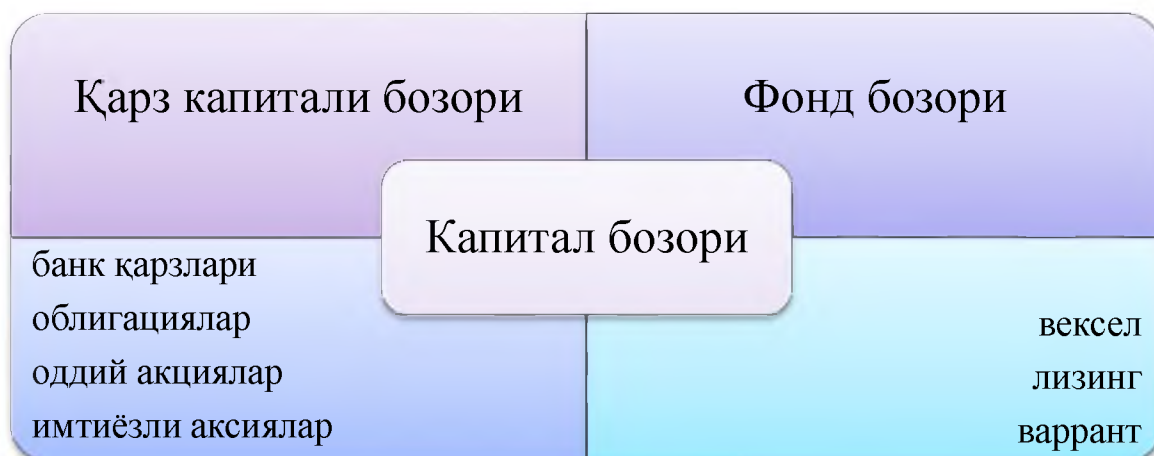 Қарз капитали бозори
Фонд бозори
Капитал бозори
банк қарзлари
облигациялар
оддий акциялар
имтиёзли аксиялар
вексел
лизинг
варрант